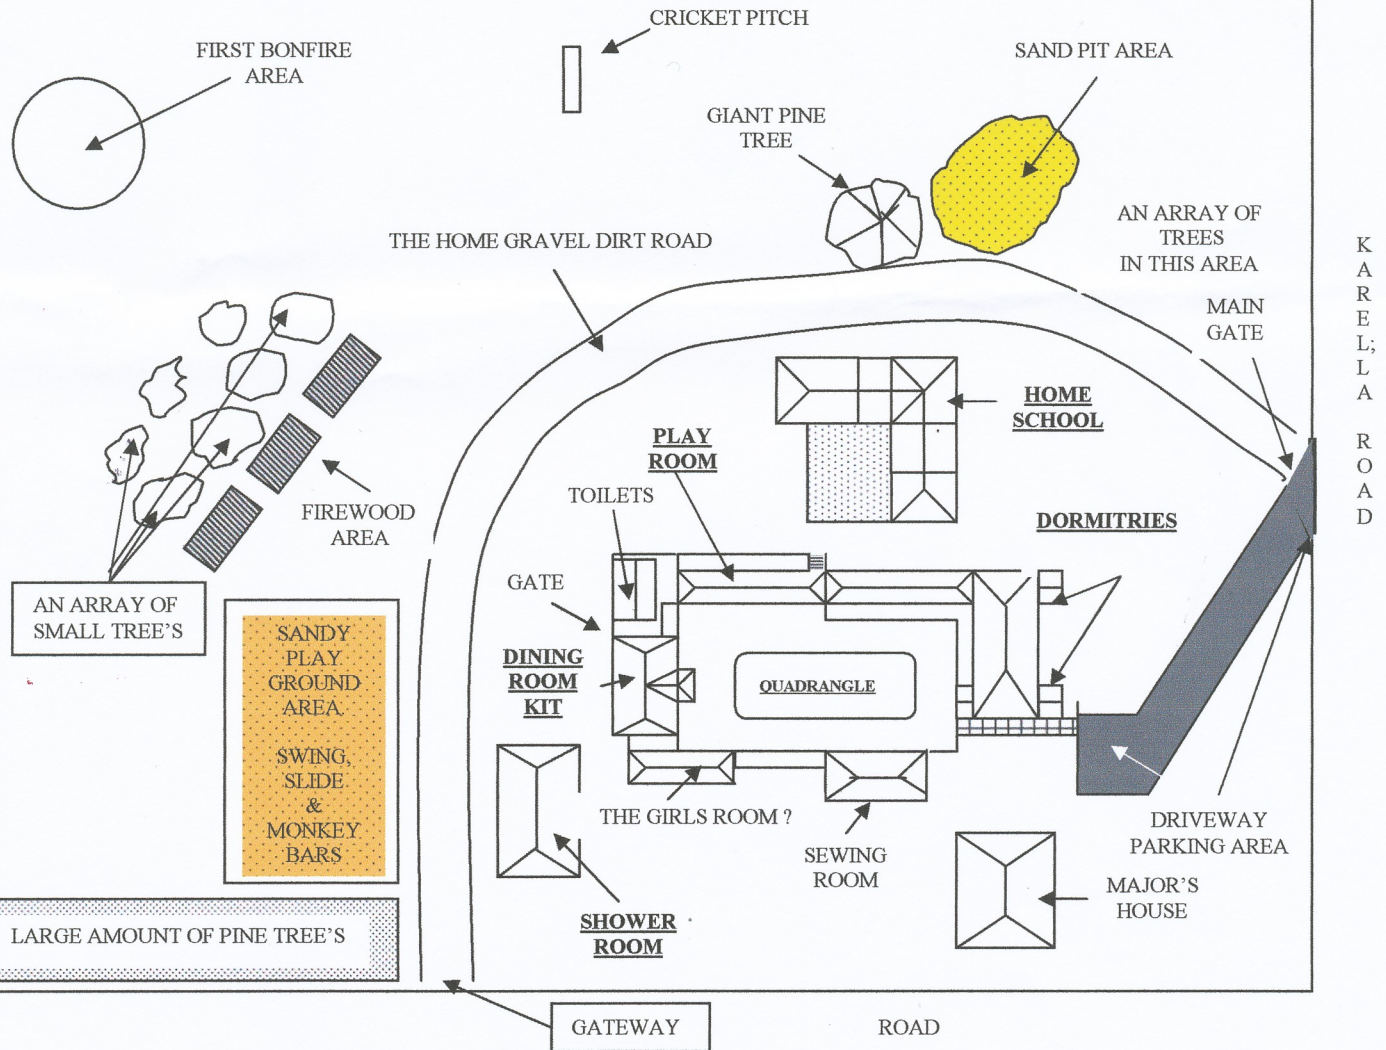 CRICKET PITCH
FIRST BONFIRE
AREA
SAND PIT AREA
GIANT PINE
TREE
AN ARRAY OF
TREES
IN THIS AREA
THE HOME GRAVEL DIRT ROAD
MAIN
GATE
K
A
R
E
L;
L
A
R
O
A
D
HOME
SCHOOL
PLAY
ROOM
TOILETS
FIREWOOD
AREA
DORMITRIES
GATE
AN ARRAY OF
SMALL TREE'S
SANDY
PLAY
GROUND
AREA.
SWING,
SLIDE
&
MONKEY
BARS
DINING
ROOM
KIT
QUADRANGLE
THE GIRLS ROOM ?
SEWING
ROOM
DRIVEWAY
PARKING AREA
MAJOR'S
HOUSE
SHOWER
ROOM
LARGE AMOUNT OF PINE TREE'S
GATEWAY
ROAD